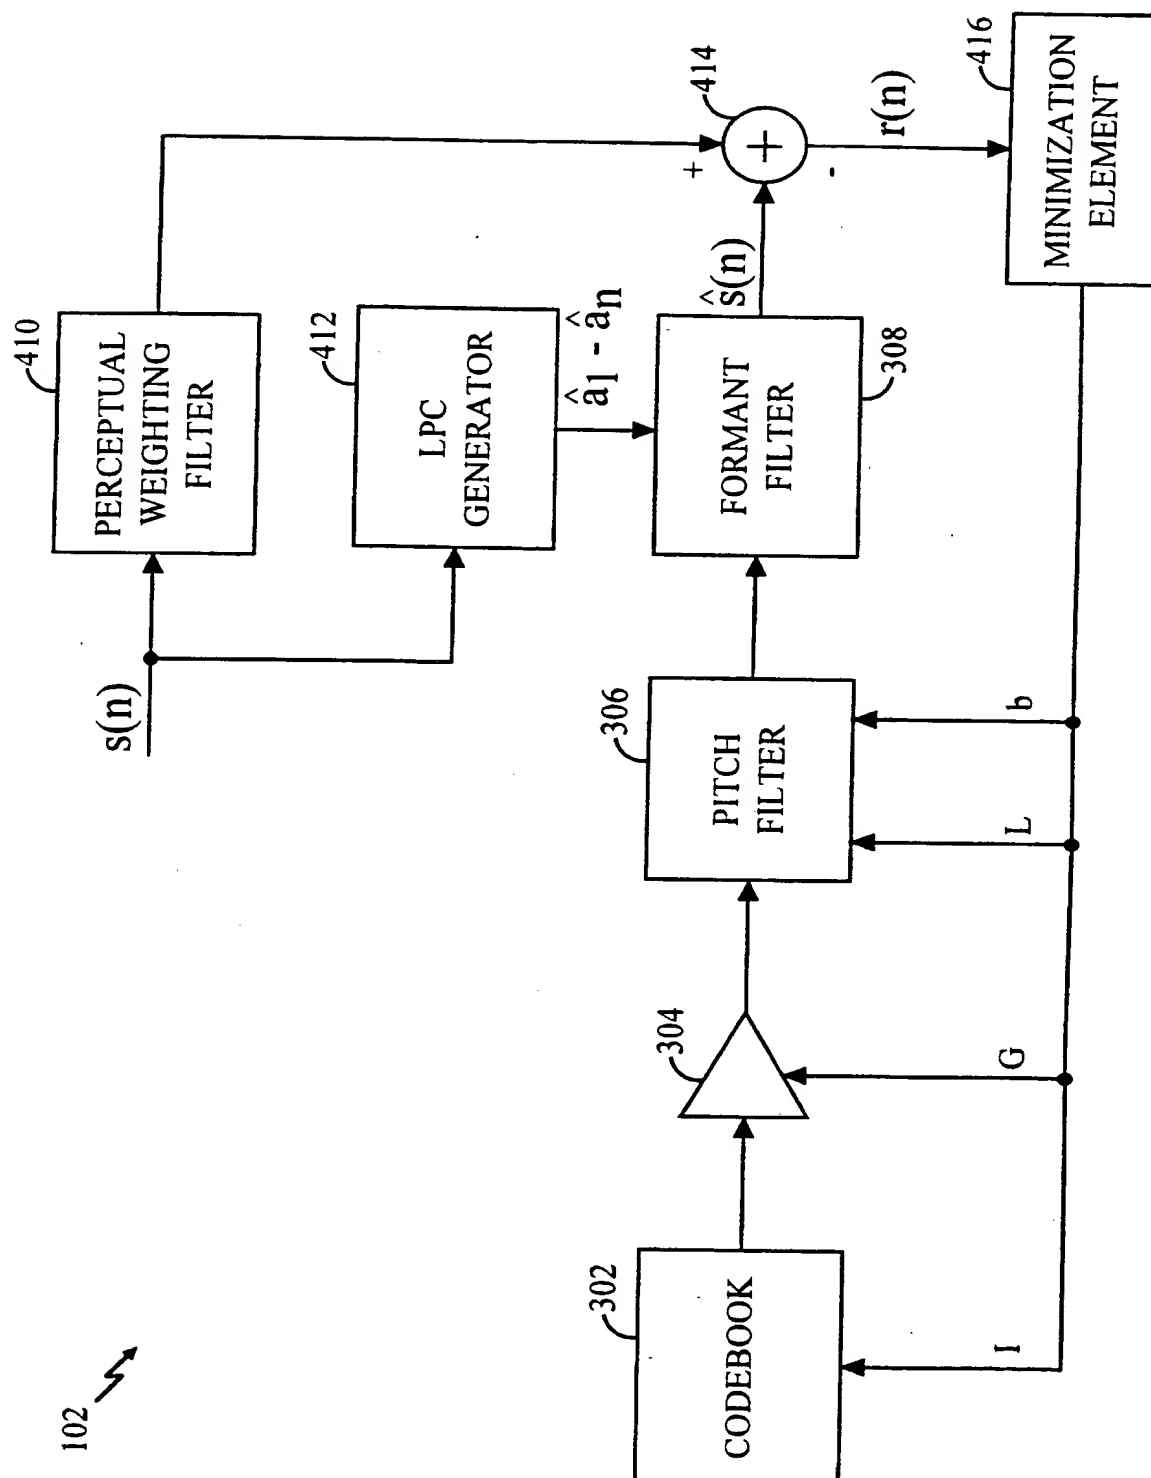 102
s(n)
410
PERCEPTUAL
WEIGHTING
FILTER
412
LPC
GENERATOR
â1 - ân
414
+
+
-
ŝ(n)
r(n)
302
CODEBOOK
304
306
PITCH
FILTER
FORMANT
FILTER
308
416
MINIMIZATION
ELEMENT
I
G
L
b